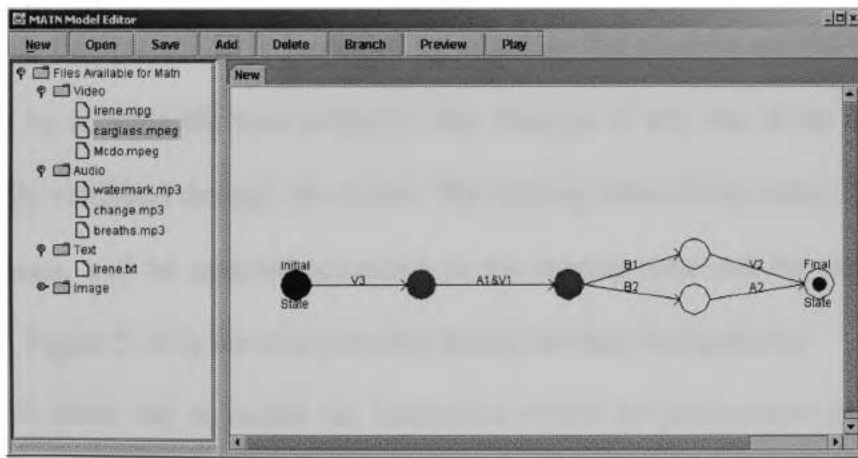 MATN Model Editor
New Open Save Add Delete Branch Preview Play
Files Available for Matn
Video
irene.mpg
carglass.mpeg
Mcdo.mpeg
Audio
watermark.mp3
change.mp3
breaths.mp3
Text
irene.txt
Image
New
Initial
State
V3
A1&V1
B1
B2
V2
A2
Final
State